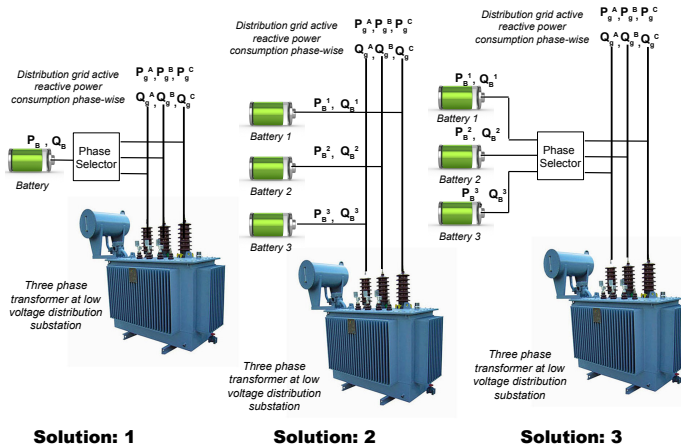 Distribution grid active
reactive power
consumption phase-wise
P_g^A, P_g^B, P_g^C
Q_g^A, Q_g^B, Q_g^C
P_B, Q_B
Battery
Phase
Selector
Three phase
transformer at low
voltage distribution
substation
Solution: 1
Distribution grid active
reactive power
consumption phase-wise
P_g^A, P_g^B, P_g^C
Q_g^A, Q_g^B, Q_g^C
P_B^1, Q_B^1
Battery 1
P_B^2, Q_B^2
Battery 2
P_B^3, Q_B^3
Battery 3
Three phase
transformer at low
voltage distribution
substation
Solution: 2
Distribution grid active
reactive power
consumption phase-wise
P_g^A, P_g^B, P_g^C
Q_g^A, Q_g^B, Q_g^C
P_B^1, Q_B^1
Battery 1
P_B^2, Q_B^2
Battery 2
P_B^3, Q_B^3
Battery 3
Phase
Selector
Three phase
transformer at low
voltage distribution
substation
Solution: 3